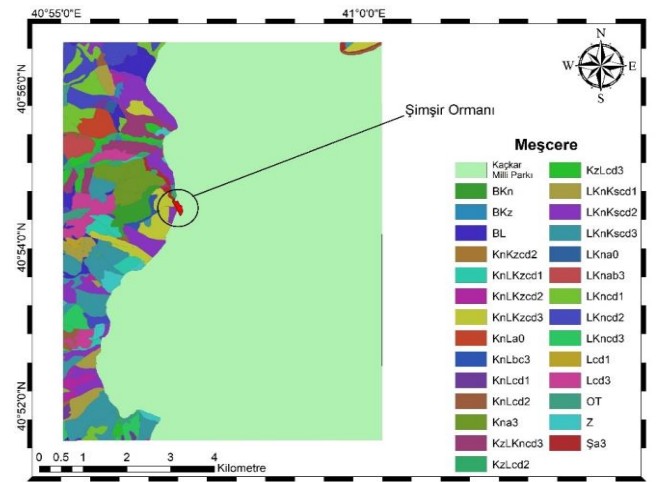 40°55'0"E
41°0'0"E
N
W
E
S
40°56'0"N
40°54'0"N
40°52'0"N
Şimşir Ormanı
Meşcere
Kaçkar
Milli Parkı
BKn
BKz
BL
KnKzcd2
KnLKzcd1
KnLKzcd2
KnLKzcd3
KnLa0
KnLbc3
KnLcd1
KnLcd2
Kna3
KzLKncd3
KzLcd2
KzLcd3
LKnKscd1
LKnKscd2
LKnKscd3
LKna0
LKnab3
LKncd1
LKncd2
LKncd3
Lcd1
Lcd3
OT
Z
Şa3
0 0.5 1 2 3 4
Kilometre